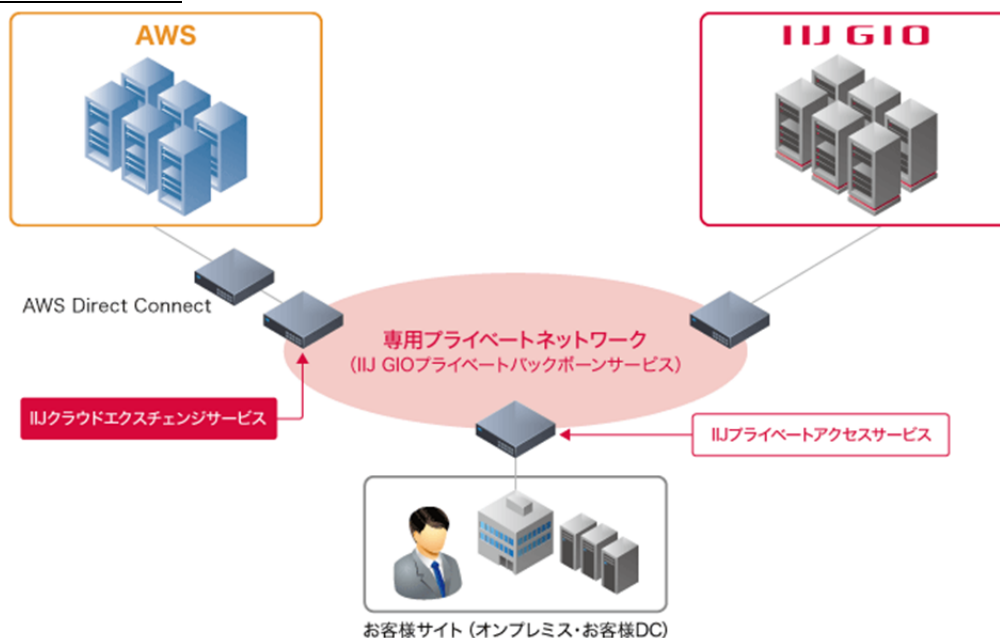 AWS
IIJ GIO
AWS Direct Connect
専用プライベートネットワーク
（IIJ GIOプライベートバックボーンサービス）
IIJクラウドエクスチェンジサービス
IIJプライベートアクセスサービス
お客様サイト（オンプレミス・お客様DC）